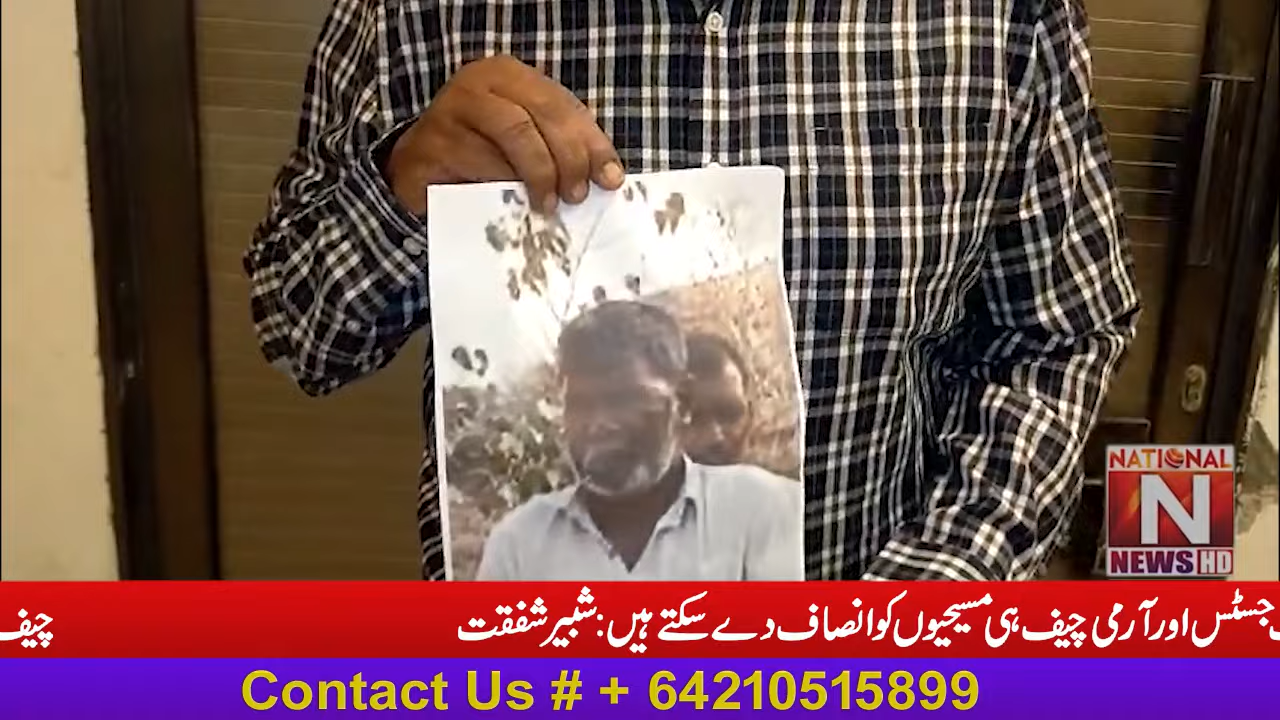 NATIONAL
N
NEWS HD
جسٹس اور آرمی چیف ہی مسیحیوں کو انصاف دے سکتے ہیں: شبیر شفقت چیف
Contact Us # + 64210515899